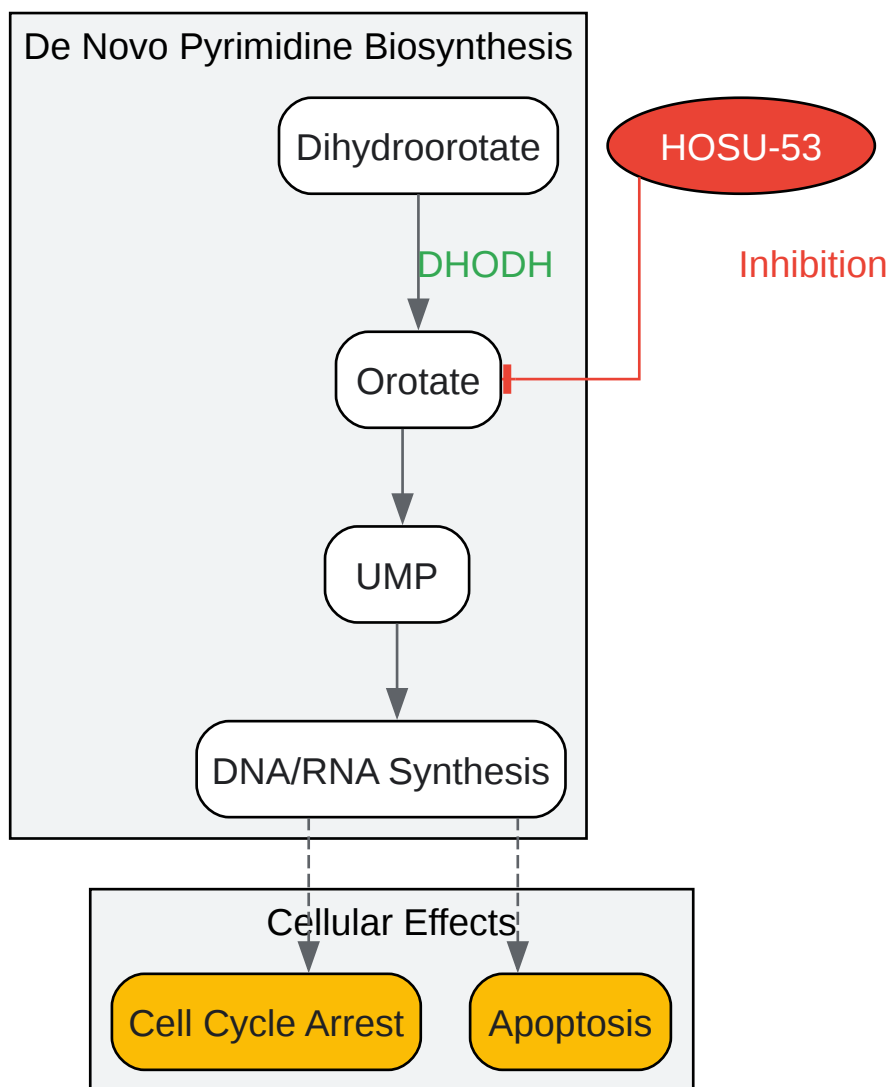 De Novo Pyrimidine Biosynthesis
Dihydroorotate
HOSU-53
DHODH
Inhibition
Orotate
UMP
DNA/RNA Synthesis
Cellular Effects
Cell Cycle Arrest
Apoptosis